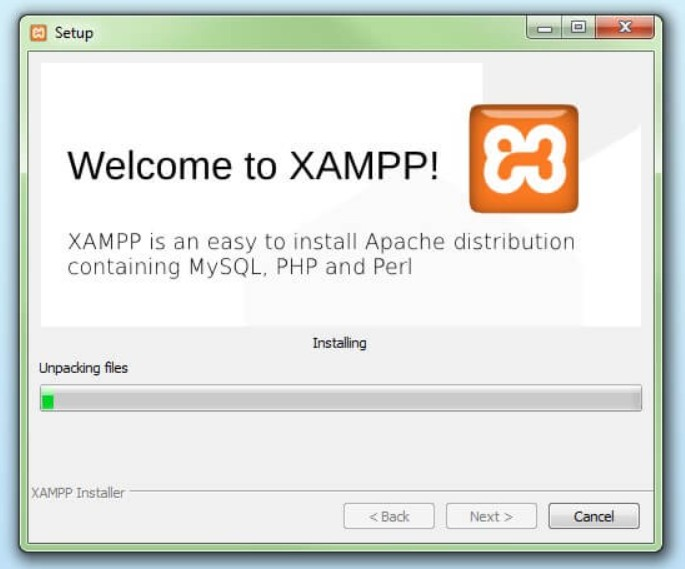 Setup
Welcome to XAMPP!
XAMPP is an easy to install Apache distribution
containing MySQL, PHP and Perl
Installing
Unpacking files
XAMPP Installer
< Back
Next >
Cancel